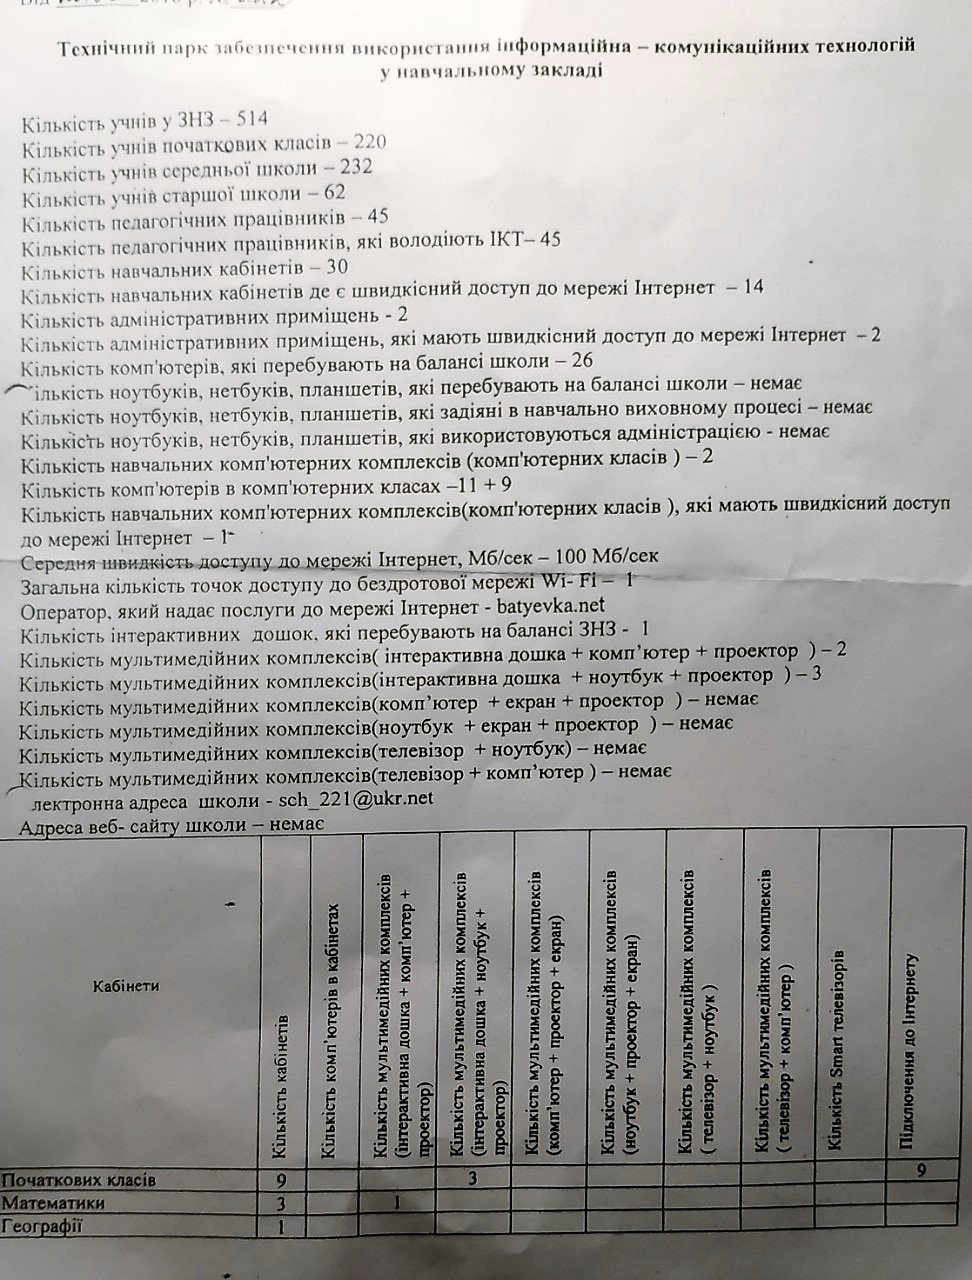 Технічний парк забезпечення використання інформаційна – комунікаційних технологій
у навчальному закладі
Кількість учнів у ЗНЗ – 514
Кількість учнів початкових класів – 220
Кількість учнів середньої школи – 232
Кількість учнів старшої школи – 62
Кількість педагогічних працівників – 45
Кількість педагогічних працівників, які володіють ІКТ– 45
Кількість навчальних кабінетів – 30
Кількість навчальних кабінетів де є швидкісний доступ до мережі Інтернет – 14
Кількість адміністративних приміщень - 2
Кількість адміністративних приміщень, які мають швидкісний доступ до мережі Інтернет – 2
Кількість комп'ютерів, які перебувають на балансі школи – 26
ількість ноутбуків, нетбуків, планшетів, які перебувають на балансі школи – немає
Кількість ноутбуків, нетбуків, планшетів, які задіяні в навчально виховному процесі – немає
Кількість ноутбуків, нетбуків, планшетів, які використовуються адміністрацією - немає
Кількість навчальних комп'ютерних комплексів (комп'ютерних класів ) – 2
Кількість комп'ютерів в комп'ютерних класах –11 + 9
Кількість навчальних комп'ютерних комплексів(комп'ютерних класів ), які мають швидкісний доступ
до мережі Інтернет – 1
Середня швидкість доступу до мережі Інтернет, Мб/сек – 100 Мб/сек
Загальна кількість точок доступу до бездротової мережі Wi- Fi – 1
Оператор, який надає послуги до мережі Інтернет - batyevka.net
Кількість інтерактивних дошок, які перебувають на балансі ЗНЗ - 1
Кількість мультимедійних комплексів( інтерактивна дошка + комп'ютер + проектор ) – 2
Кількість мультимедійних комплексів(інтерактивна дошка + ноутбук + проектор ) – 3
Кількість мультимедійних комплексів(комп'ютер + екран + проектор ) – немає
Кількість мультимедійних комплексів(ноутбук + екран + проектор ) – немає
Кількість мультимедійних комплексів(телевізор + ноутбук) – немає
Кількість мультимедійних комплексів(телевізор + комп'ютер ) – немає
лектронна адреса школи - sch_221@ukr.net
Адреса веб- сайту школи – немає
Кабінети
Кількість кабінетів
Кількість комп'ютерів в кабінетах
Кількість мультимедійних комплексів
(інтерактивна дошка + комп'ютер +
проектор)
Кількість мультимедійних комплексів
(інтерактивна дошка + ноутбук +
проектор)
Кількість мультимедійних комплексів
(комп'ютер + проектор + екран)
Кількість мультимедійних комплексів
(ноутбук + проектор + екран)
Кількість мультимедійних комплексів
( телевізор + ноутбук )
Кількість мультимедійних комплексів
( телевізор + комп'ютер )
Кількість Smart телевізорів
Підключення до Інтернету
Початкових класів 9 3 9
Математики 3 1
Географії 1